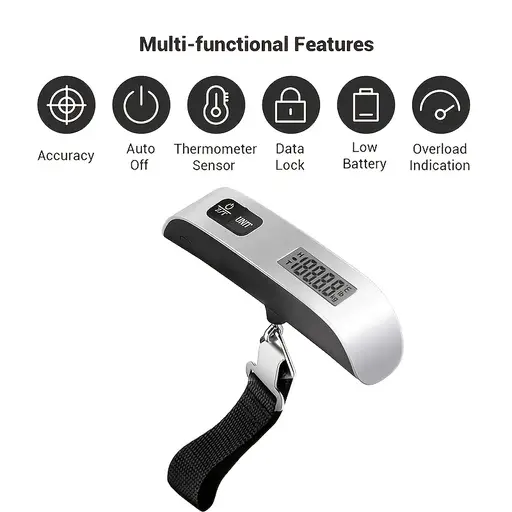 Multi-functional Features
Accuracy
Auto
Off
Thermometer
Sensor
Data
Lock
Low
Battery
Overload
Indication
UNIT